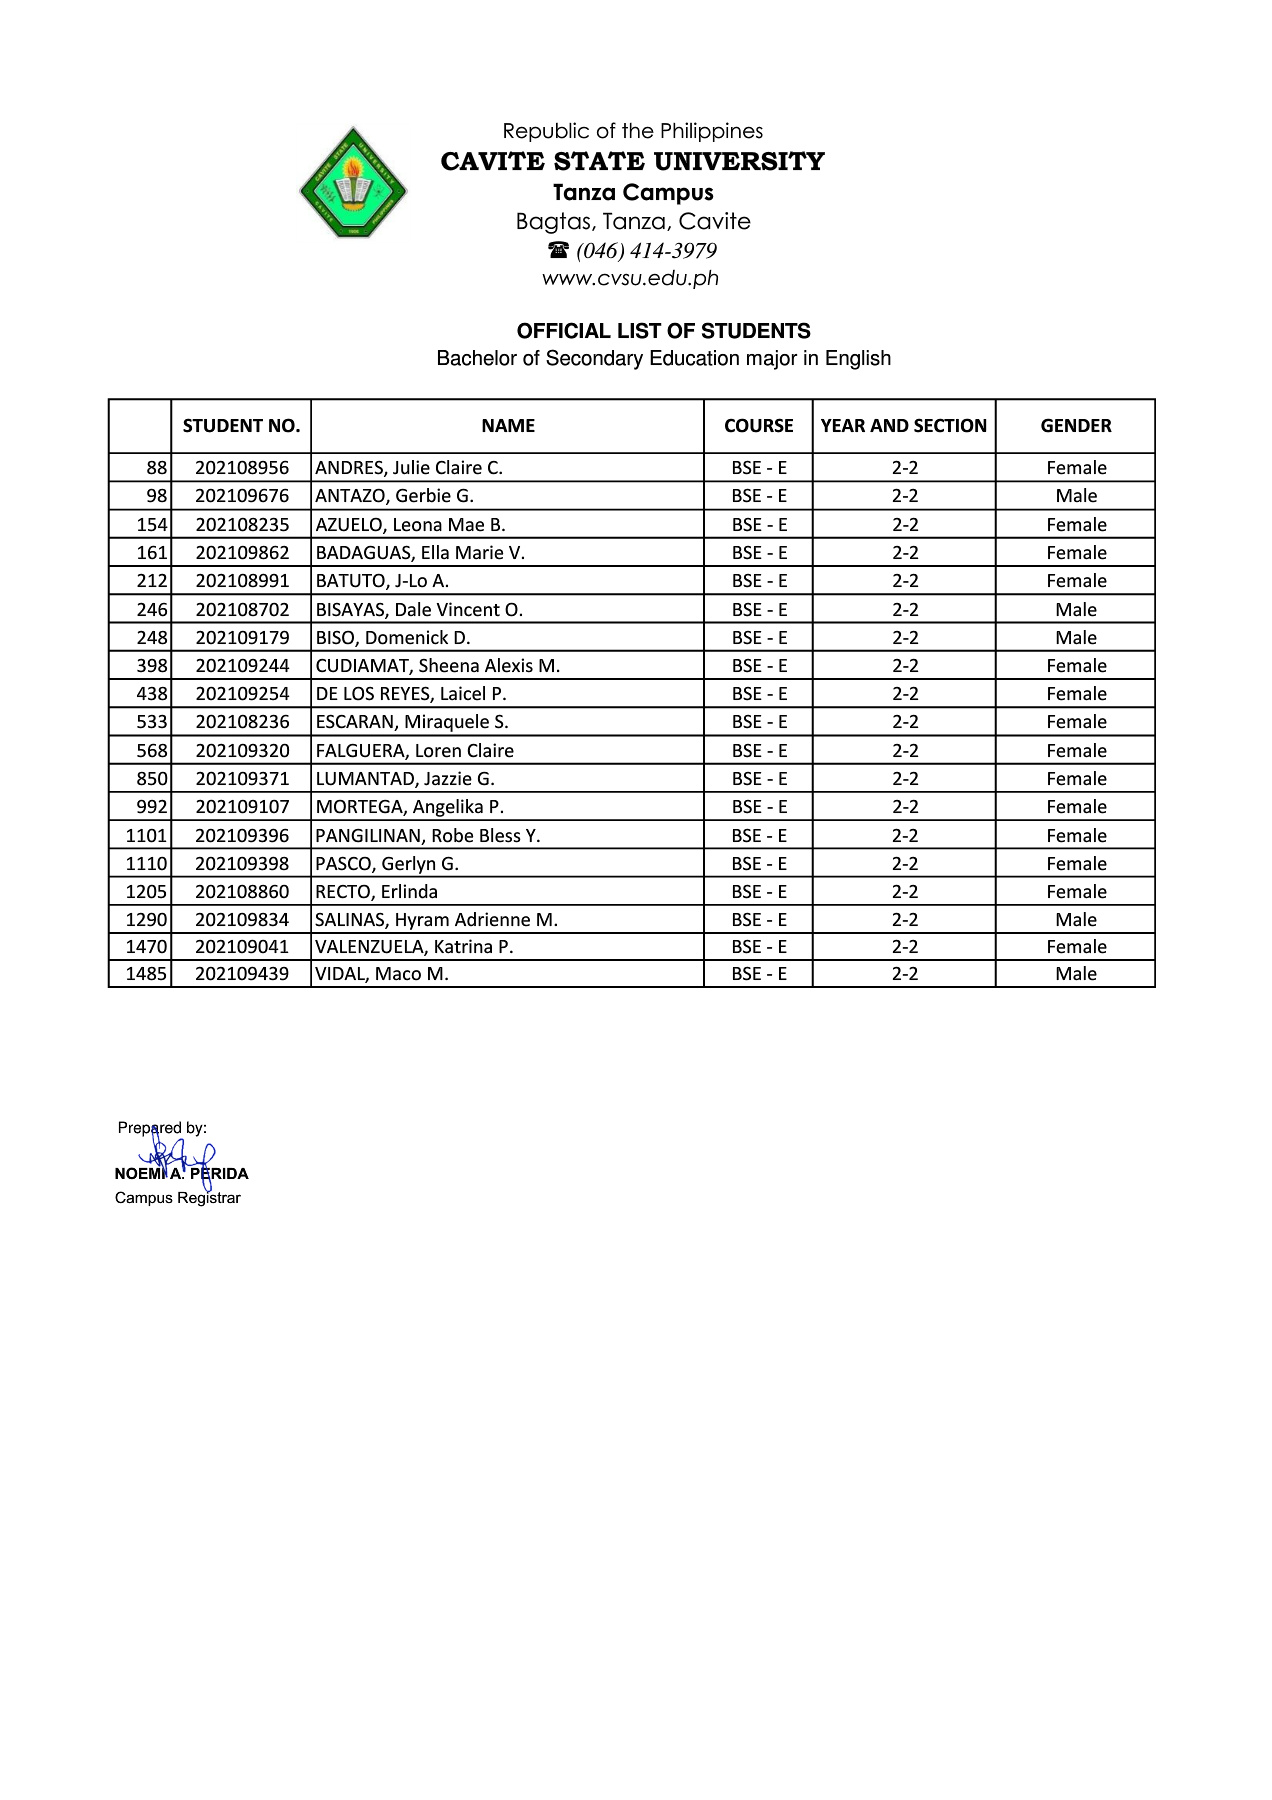 Republic of the Philippines
CAVITE STATE UNIVERSITY
Tanza Campus
Bagtas, Tanza, Cavite
☎ (046) 414-3979
www.cvsu.edu.ph
CAVITE STATE UNIVERSITY
CAVITE PHILIPPINES
OFFICIAL LIST OF STUDENTS
Bachelor of Secondary Education major in English
STUDENT NO. NAME COURSE YEAR AND SECTION GENDER
88 202108956 ANDRES, Julie Claire C. BSE - E 2-2 Female
98 202109676 ANTAZO, Gerbie G. BSE - E 2-2 Male
154 202108235 AZUELO, Leona Mae B. BSE - E 2-2 Female
161 202109862 BADAGUAS, Ella Marie V. BSE - E 2-2 Female
212 202108991 BATUTO, J-Lo A. BSE - E 2-2 Female
246 202108702 BISAYAS, Dale Vincent O. BSE - E 2-2 Male
248 202109179 BISO, Domenick D. BSE - E 2-2 Male
398 202109244 CUDIAMAT, Sheena Alexis M. BSE - E 2-2 Female
438 202109254 DE LOS REYES, Laicel P. BSE - E 2-2 Female
533 202108236 ESCARAN, Miraquele S. BSE - E 2-2 Female
568 202109320 FALGUERA, Loren Claire BSE - E 2-2 Female
850 202109371 LUMANTAD, Jazzie G. BSE - E 2-2 Female
992 202109107 MORTEGA, Angelika P. BSE - E 2-2 Female
1101 202109396 PANGILINAN, Robe Bless Y. BSE - E 2-2 Female
1110 202109398 PASCO, Gerlyn G. BSE - E 2-2 Female
1205 202108860 RECTO, Erlinda BSE - E 2-2 Female
1290 202109834 SALINAS, Hyram Adrienne M. BSE - E 2-2 Male
1470 202109041 VALENZUELA, Katrina P. BSE - E 2-2 Female
1485 202109439 VIDAL, Maco M. BSE - E 2-2 Male
Prepared by:
NOEMI A. PERIDA
Campus Registrar